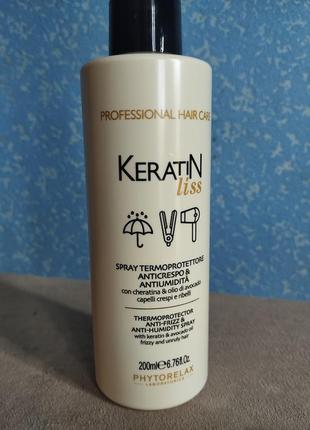 PROFESSIONAL HAIR CARE
KERATIN
liss
SPRAY TERMOPROTETTORE
ANTICRESPO &
ANTIUMIDITÀ
con cheratina & olio di avocado
capelli crespi e ribelli
THERMOPROTECTOR
ANTI-FRIZZ &
ANTI-HUMIDITY SPRAY
with keratin & avocado oil
frizzy and unruly hair
200ml℮6.76fl.oz.
PHYTORELAX
LABORATORIES